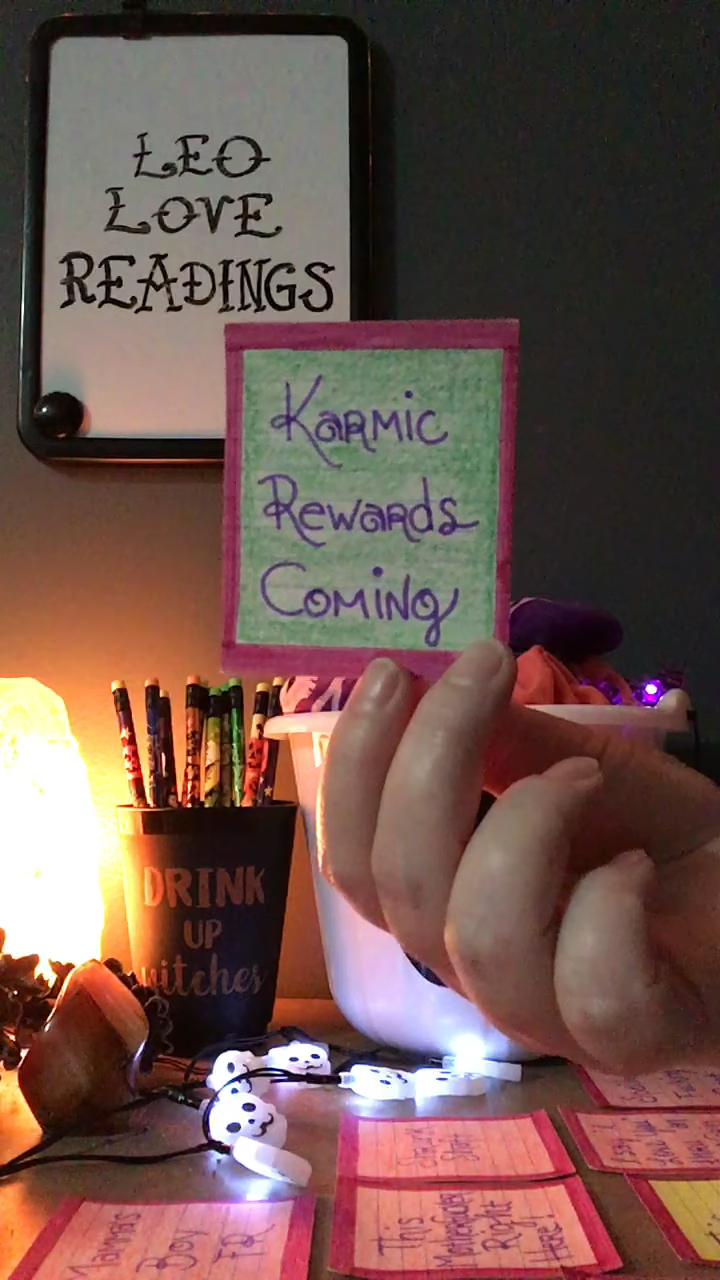 LEO
LOVE
READINGS
Karmic
Rewards
Coming
DRINK
UP
witches
This
Motherfucker
Right
Here!
Mamma's
Boy
FR